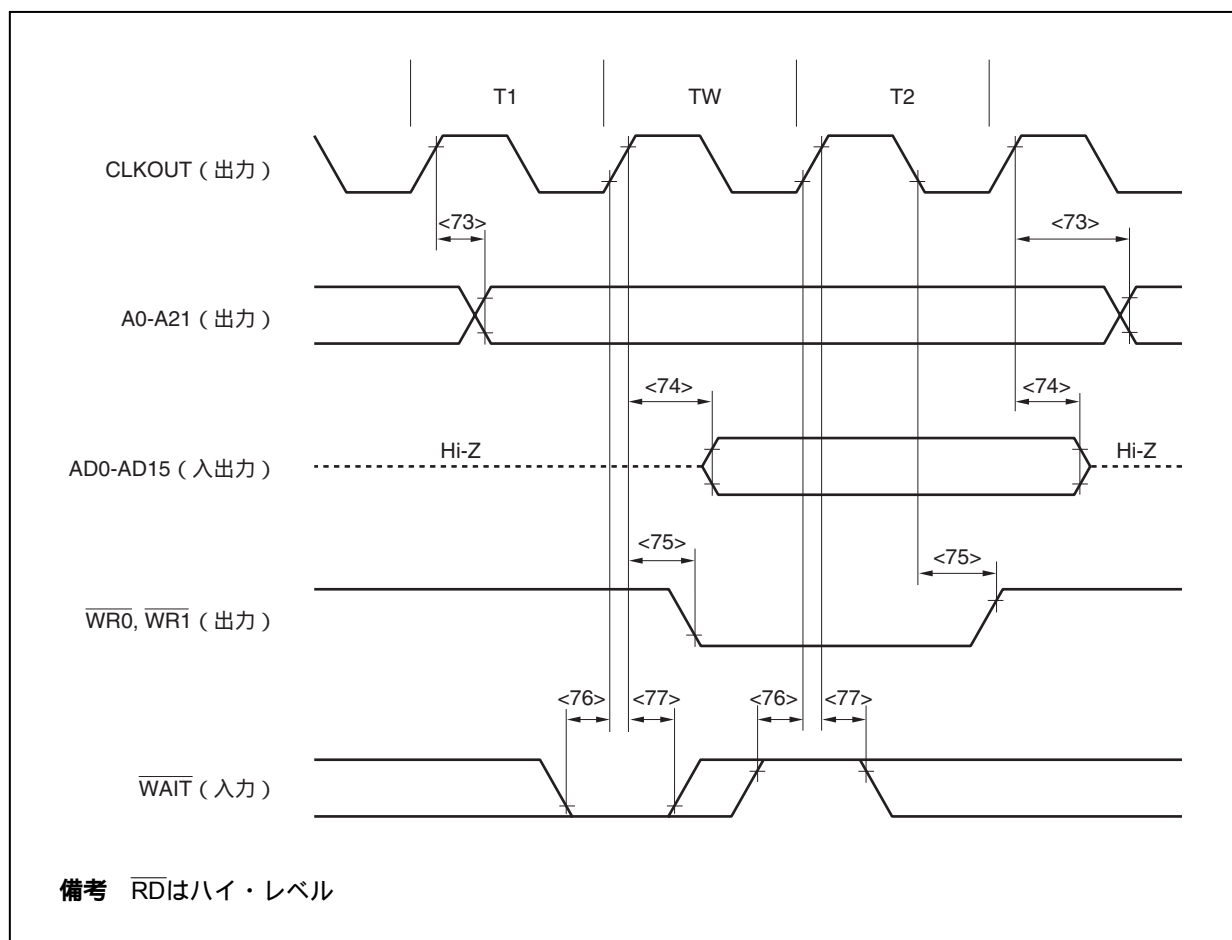 T1 TW T2
CLKOUT（出力）
<73> <73>
A0-A21（出力）
<74> <74>
Hi-Z Hi-Z
AD0-AD15（入出力）
<75> <75>
WR0, WR1（出力）
<76> <77> <76> <77>
WAIT（入力）
備考 RDはハイ・レベル